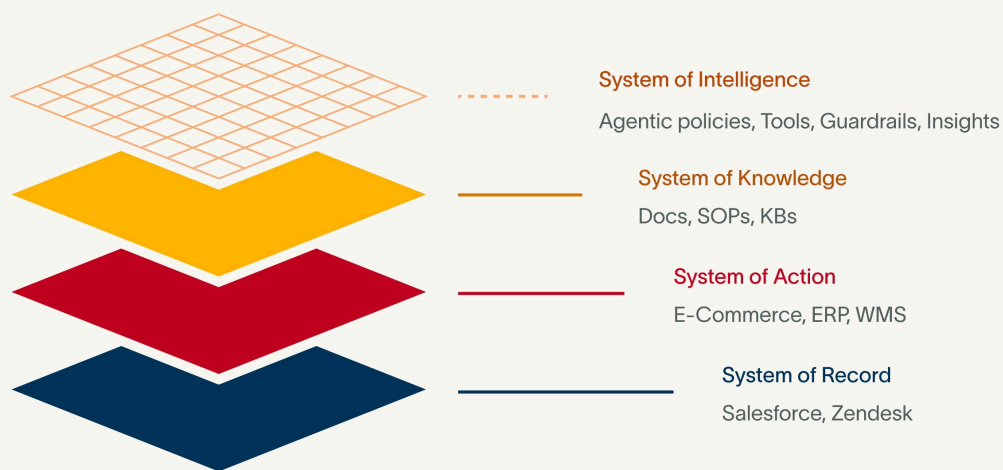 System of Intelligence
Agentic policies, Tools, Guardrails, Insights
System of Knowledge
Docs, SOPs, KBs
System of Action
E-Commerce, ERP, WMS
System of Record
Salesforce, Zendesk